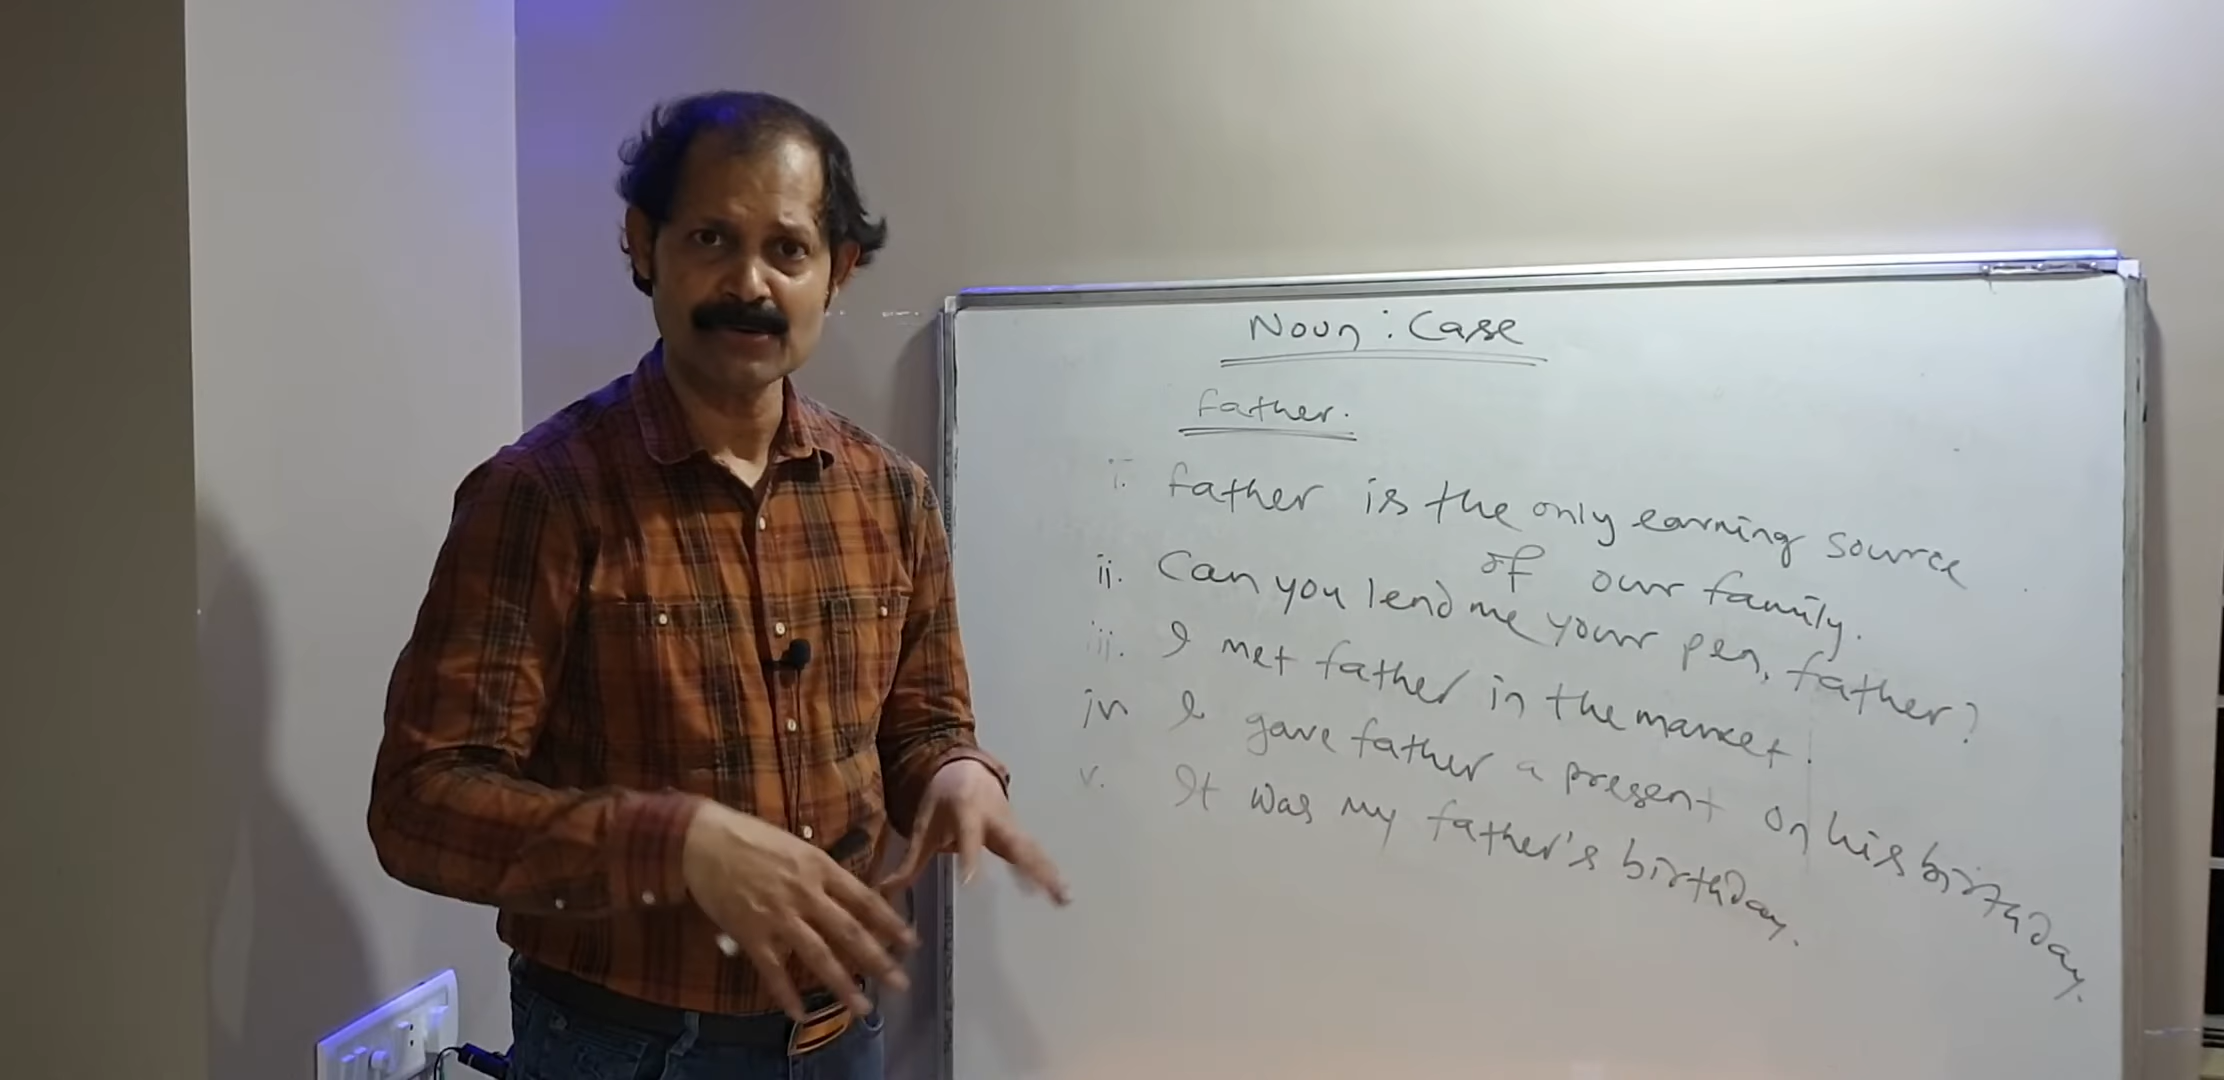 Noun : Case
father.
i. father is the only earning source
of our family.
ii. Can you lend me your pen, father?
iii. I met father in the market.
iv I gave father a present on his birthday.
v. It was my father's birthday.